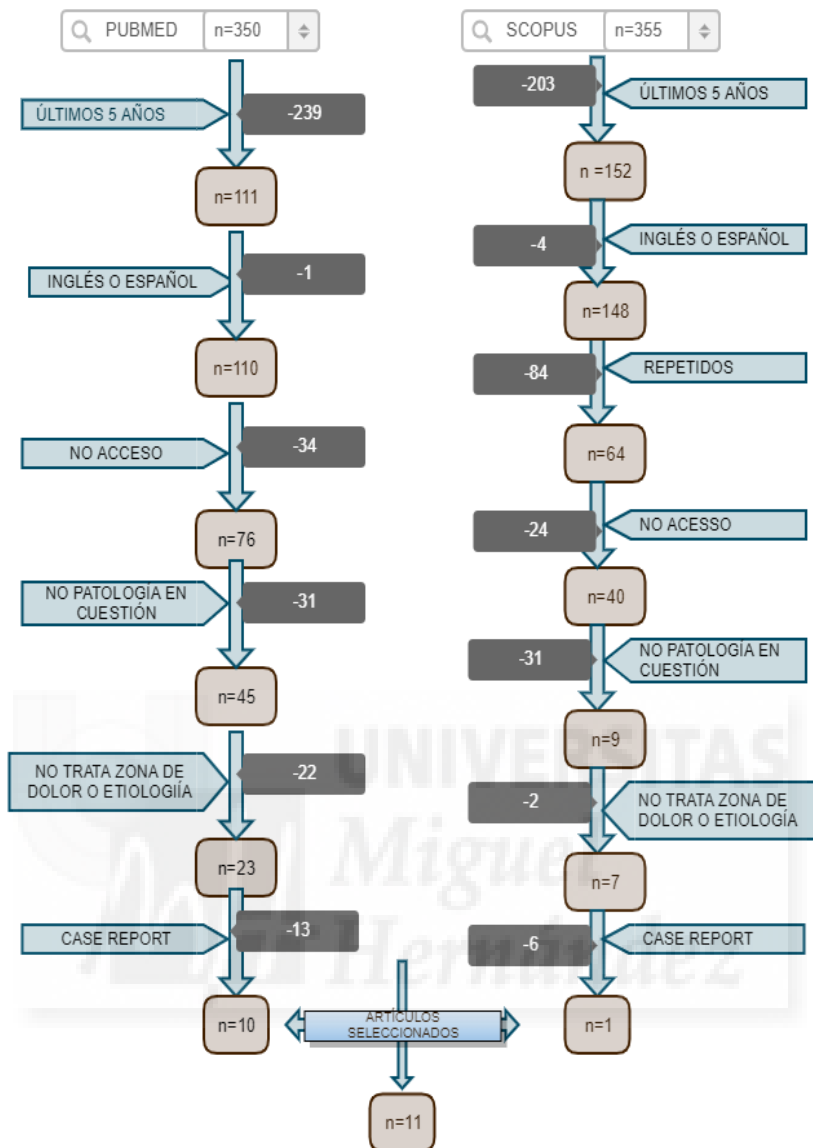 PUBMED n=350
ÚLTIMOS 5 AÑOS
-239
n=111
INGLÉS O ESPAÑOL
-1
n=110
NO ACCESO
-34
n=76
NO PATOLOGÍA EN
CUESTIÓN
-31
n=45
NO TRATA ZONA DE
DOLOR O ETIOLOGIÍA
-22
n=23
CASE REPORT
-13
n=10
SCOPUS n=355
-203
ÚLTIMOS 5 AÑOS
n =152
-4
INGLÉS O ESPAÑOL
n=148
-84
REPETIDOS
n=64
-24
NO ACESSO
n=40
-31
NO PATOLOGÍA EN
CUESTIÓN
n=9
-2
NO TRATA ZONA DE
DOLOR O ETIOLOGÍA
n=7
-6
CASE REPORT
n=1
ARTÍCULOS
SELECCIONADOS
n=11
UNIVERSITAS
Miguel
Hernández